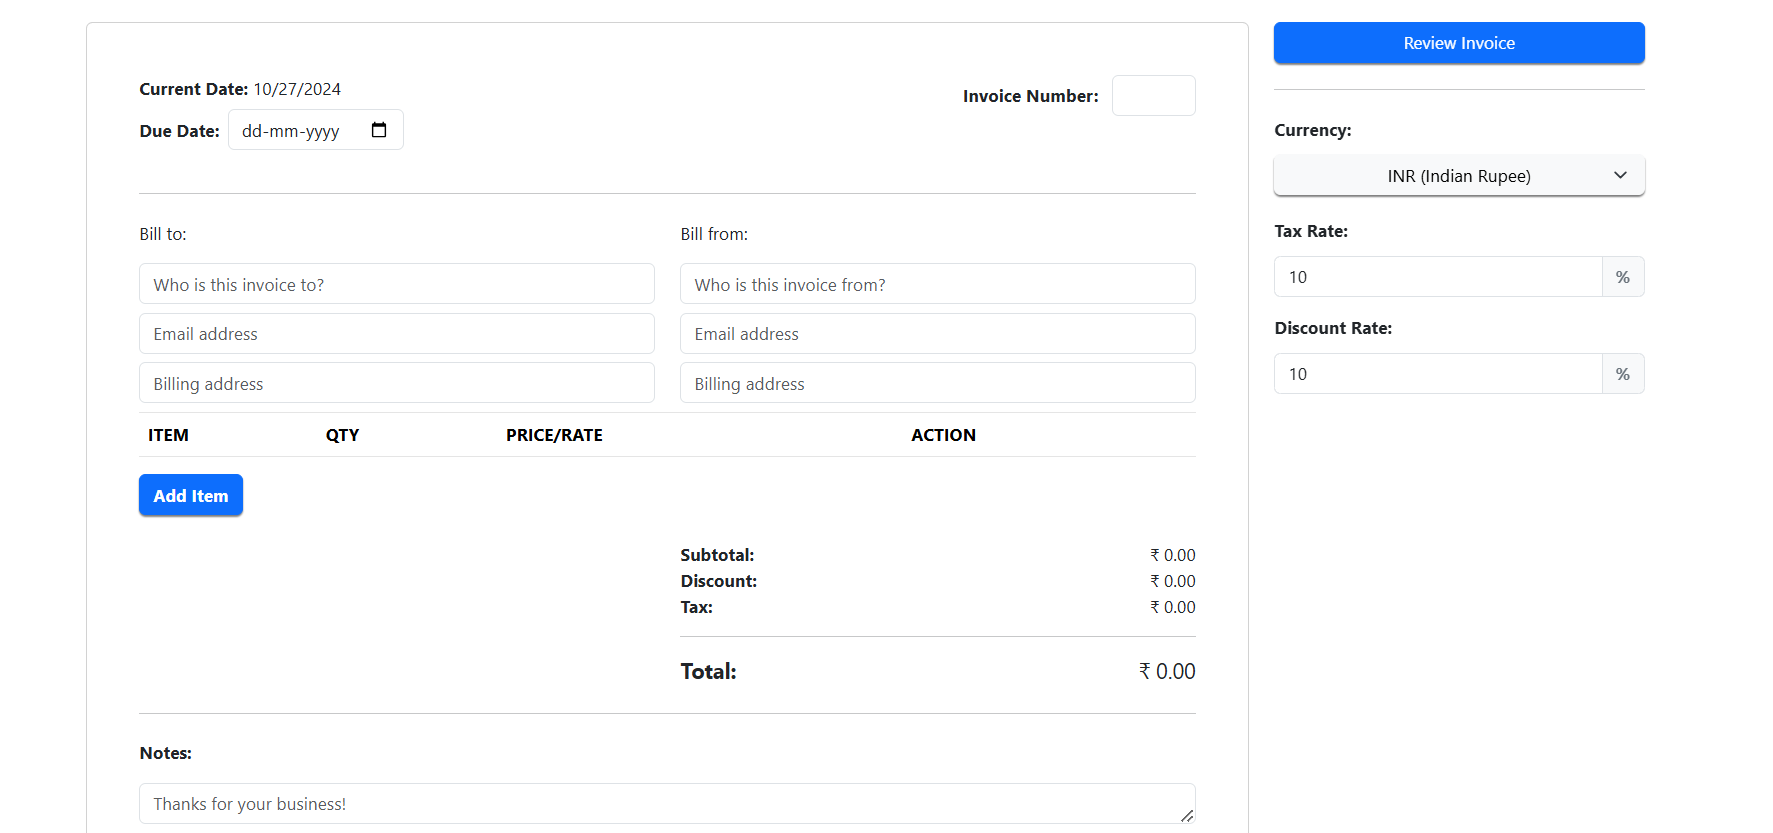 Current Date: 10/27/2024
Due Date: dd-mm-yyyy
Invoice Number:
Bill to:
Who is this invoice to?
Email address
Billing address
Bill from:
Who is this invoice from?
Email address
Billing address
ITEM QTY PRICE/RATE ACTION
Add Item
Subtotal: ₹ 0.00
Discount: ₹ 0.00
Tax: ₹ 0.00
Total: ₹ 0.00
Notes:
Thanks for your business!
Review Invoice
Currency:
INR (Indian Rupee)
Tax Rate:
10 %
Discount Rate:
10 %